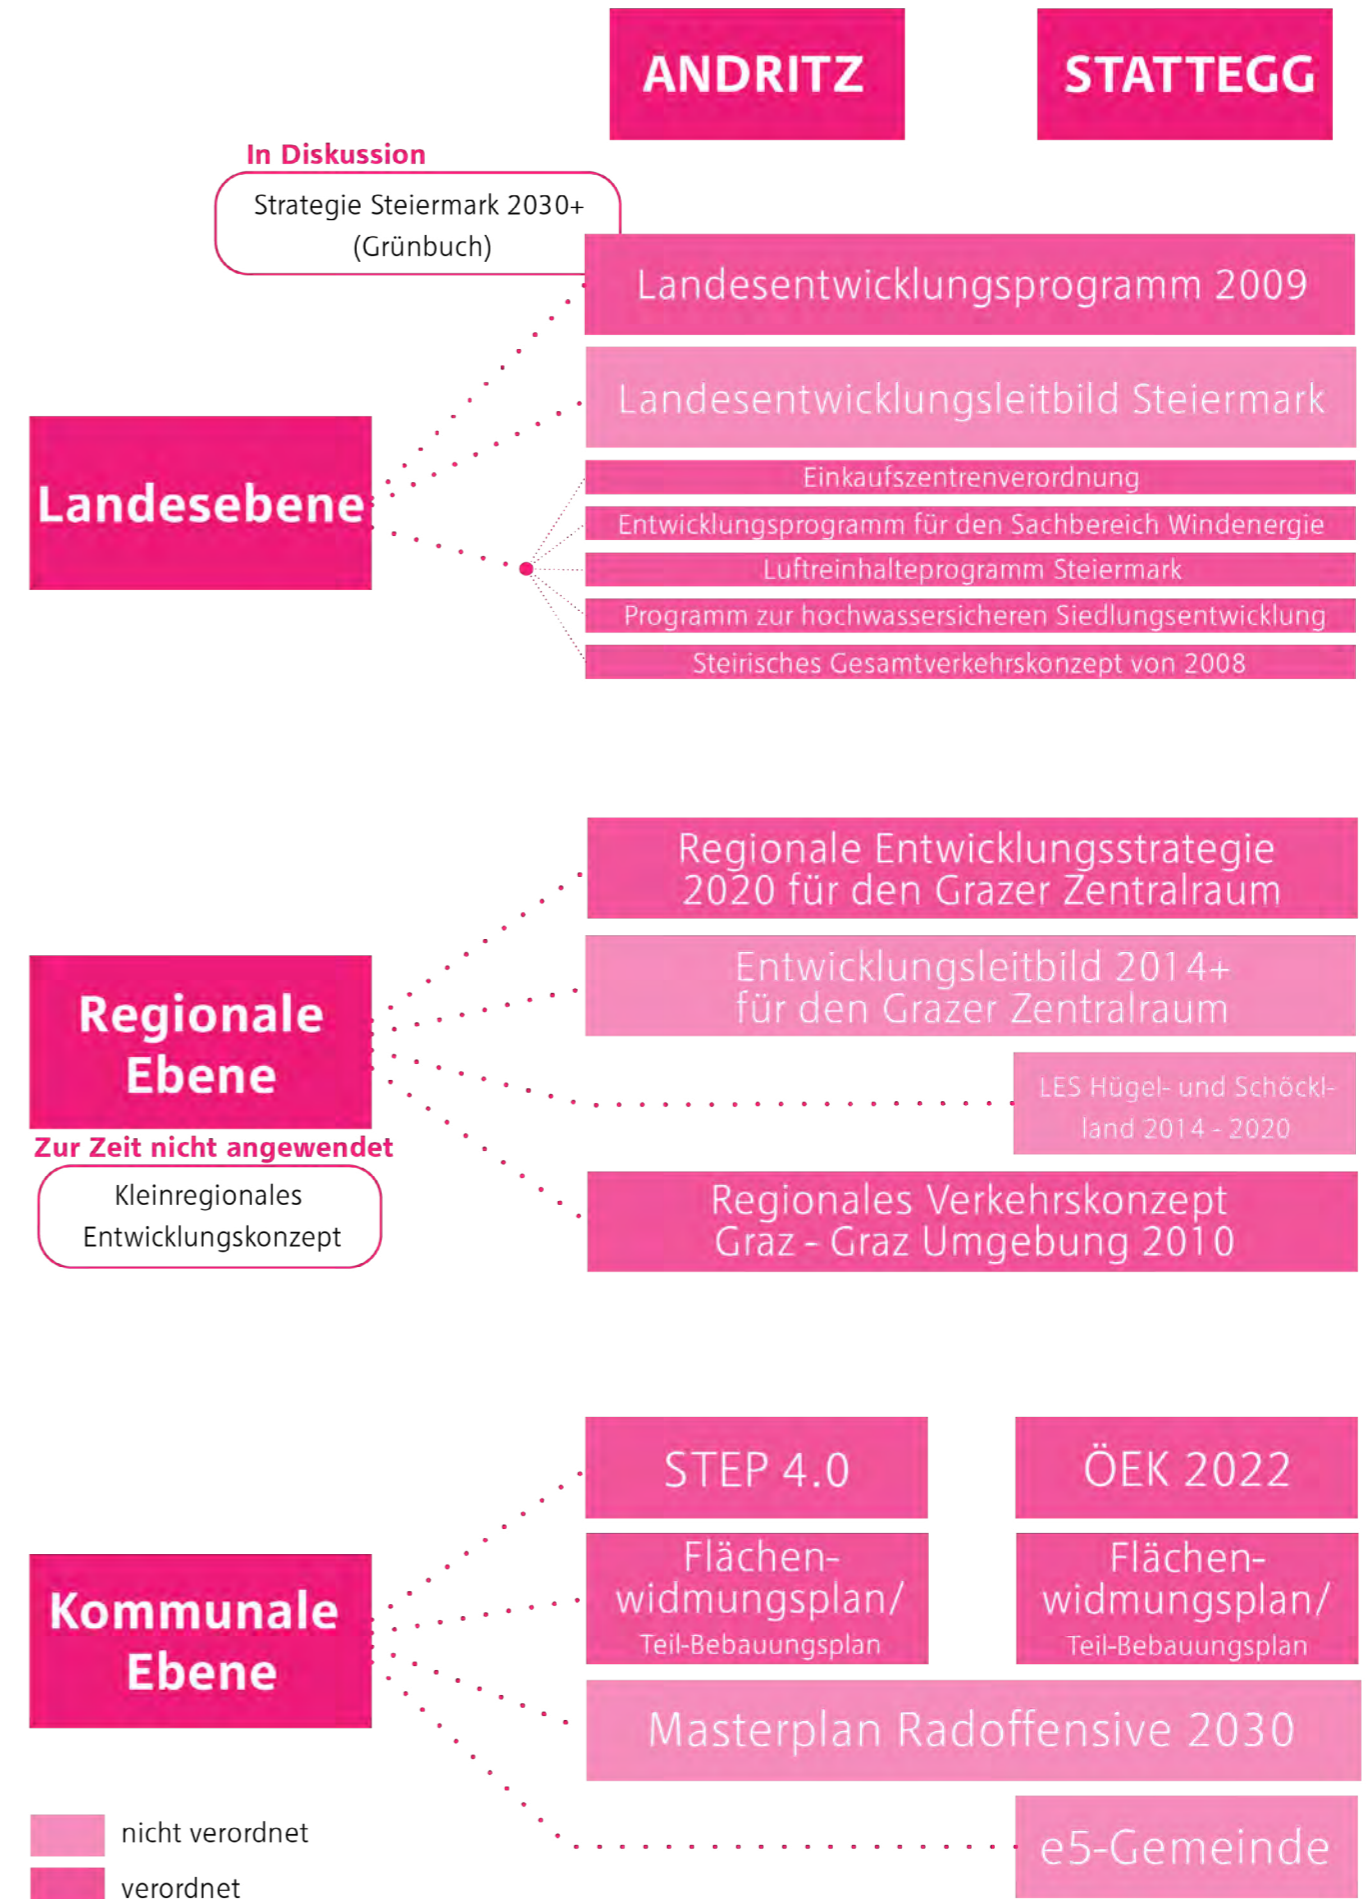 ANDRITZ
STATTEGG
In Diskussion
Strategie Steiermark 2030+
(Grünbuch)
Landesentwicklungsprogramm 2009
Landesentwicklungsleitbild Steiermark
Landesebene
Einkaufszentrenverordnung
Entwicklungsprogramm für den Sachbereich Windenergie
Luftreinhalteprogramm Steiermark
Programm zur hochwassersicheren Siedlungsentwicklung
Steirisches Gesamtverkehrskonzept von 2008
Regionale Entwicklungsstrategie
2020 für den Grazer Zentralraum
Entwicklungsleitbild 2014+
für den Grazer Zentralraum
Regionale
Ebene
LES Hügel- und Schöckl-
land 2014 - 2020
Zur Zeit nicht angewendet
Kleinregionales
Entwicklungskonzept
Regionales Verkehrskonzept
Graz - Graz Umgebung 2010
STEP 4.0
ÖEK 2022
Flächen-
widmungsplan/
Teil-Bebauungsplan
Flächen-
widmungsplan/
Teil-Bebauungsplan
Kommunale
Ebene
Masterplan Radoffensive 2030
e5-Gemeinde
nicht verordnet
verordnet